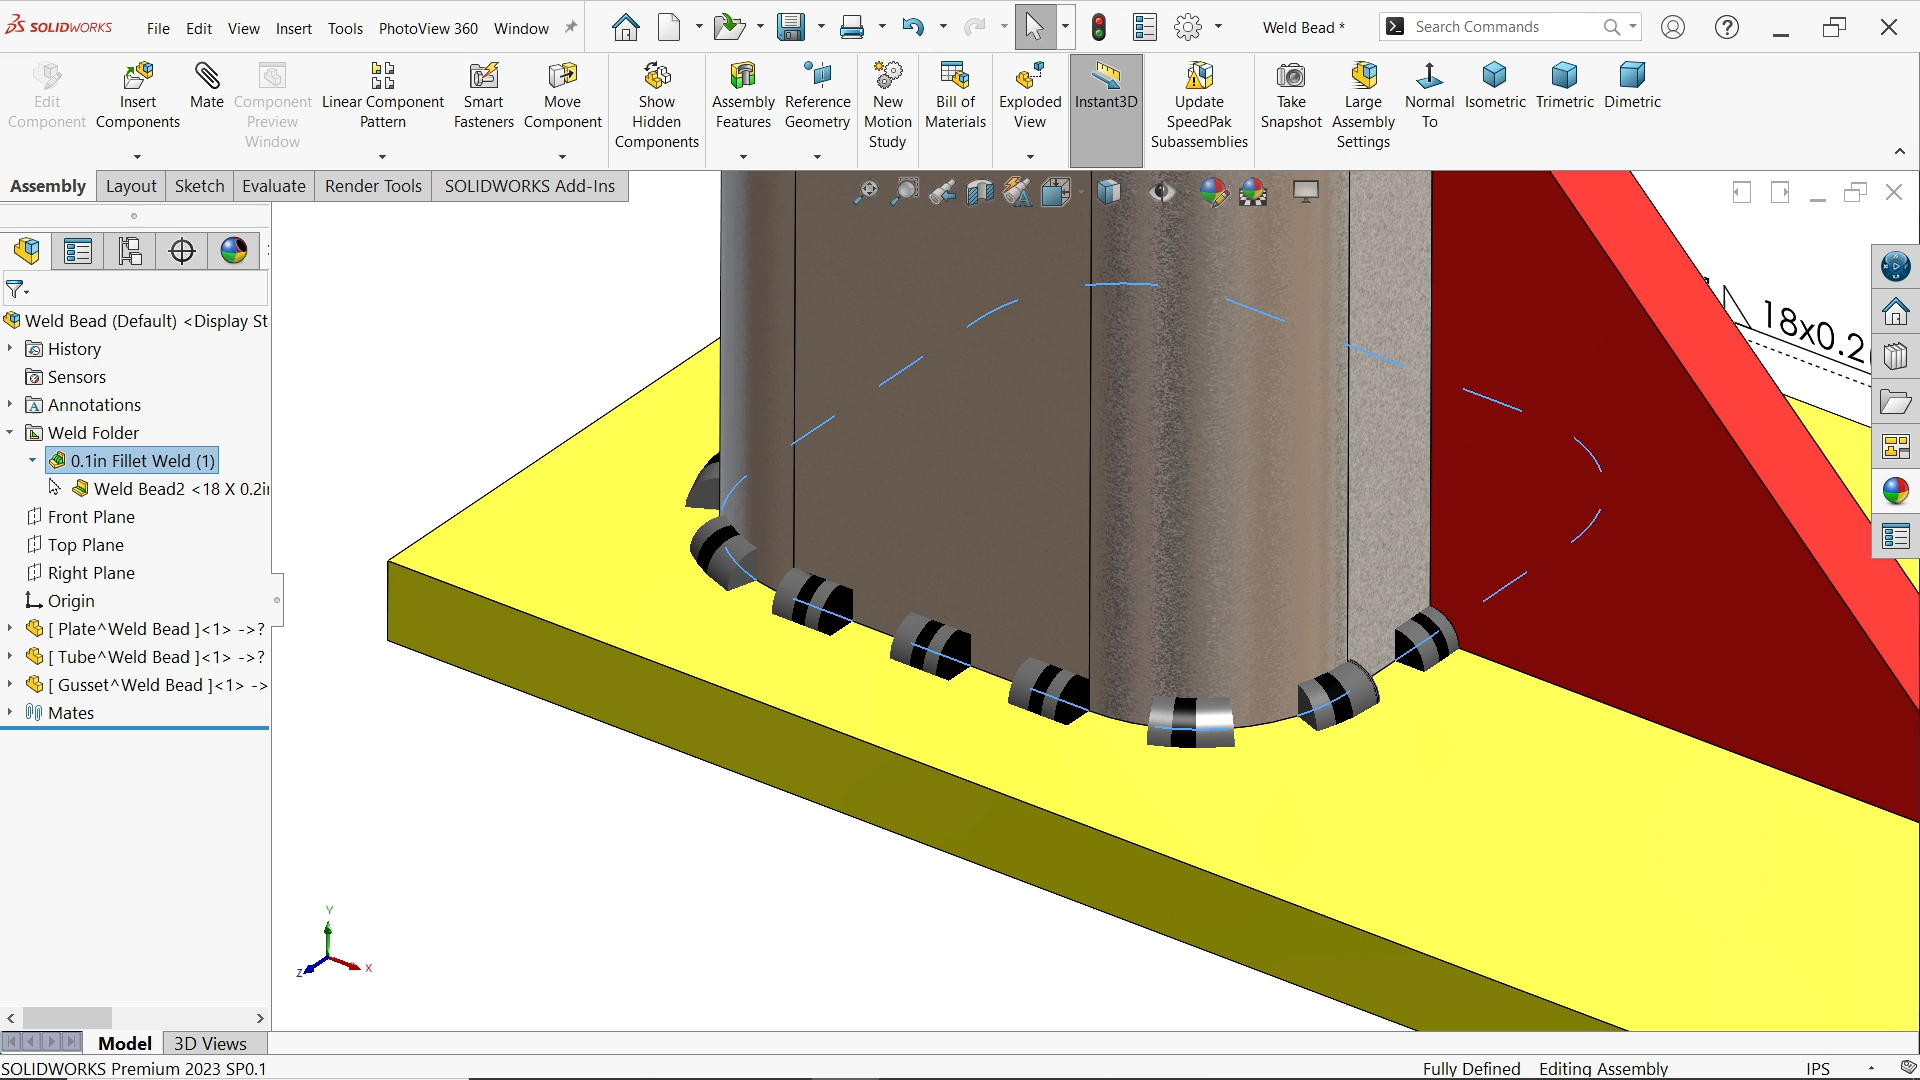 SOLIDWORKS File Edit View Insert Tools PhotoView 360 Window Weld Bead * Search Commands
Edit Component
Insert Components
Mate
Component Preview Window
Linear Component Pattern
Smart Fasteners
Move Component
Show Hidden Components
Assembly Features
Reference Geometry
New Motion Study
Bill of Materials
Exploded View
Instant3D
Update SpeedPak Subassemblies
Take Snapshot
Large Assembly Settings
Normal To
Isometric
Trimetric
Dimetric
Assembly Layout Sketch Evaluate Render Tools SOLIDWORKS Add-Ins
Weld Bead (Default) <Display St
History
Sensors
Annotations
Weld Folder
0.1in Fillet Weld (1)
Weld Bead2 <18 X 0.2i
Front Plane
Top Plane
Right Plane
Origin
[ Plate^Weld Bead ]<1> ->?
[ Tube^Weld Bead ]<1> ->?
[ Gusset^Weld Bead ]<1> ->
Mates
18x0.2
Y
Z X
Model 3D Views
SOLIDWORKS Premium 2023 SP0.1 Fully Defined Editing Assembly IPS